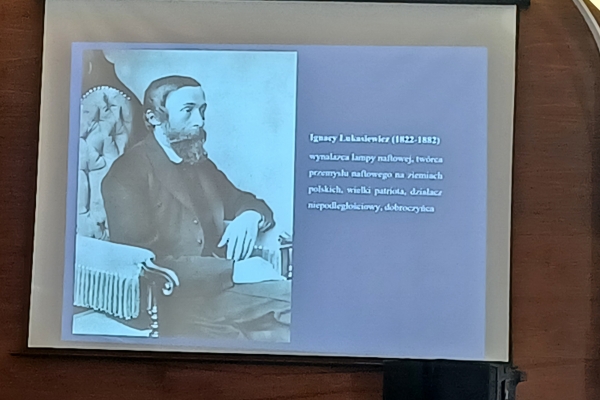 Ignacy Łukasiewicz (1822-1882)
wynalazca lampy naftowej, twórca
przemysłu naftowego na ziemiach
polskich, wielki patriota, działacz
niepodległościowy, dobroczyńca